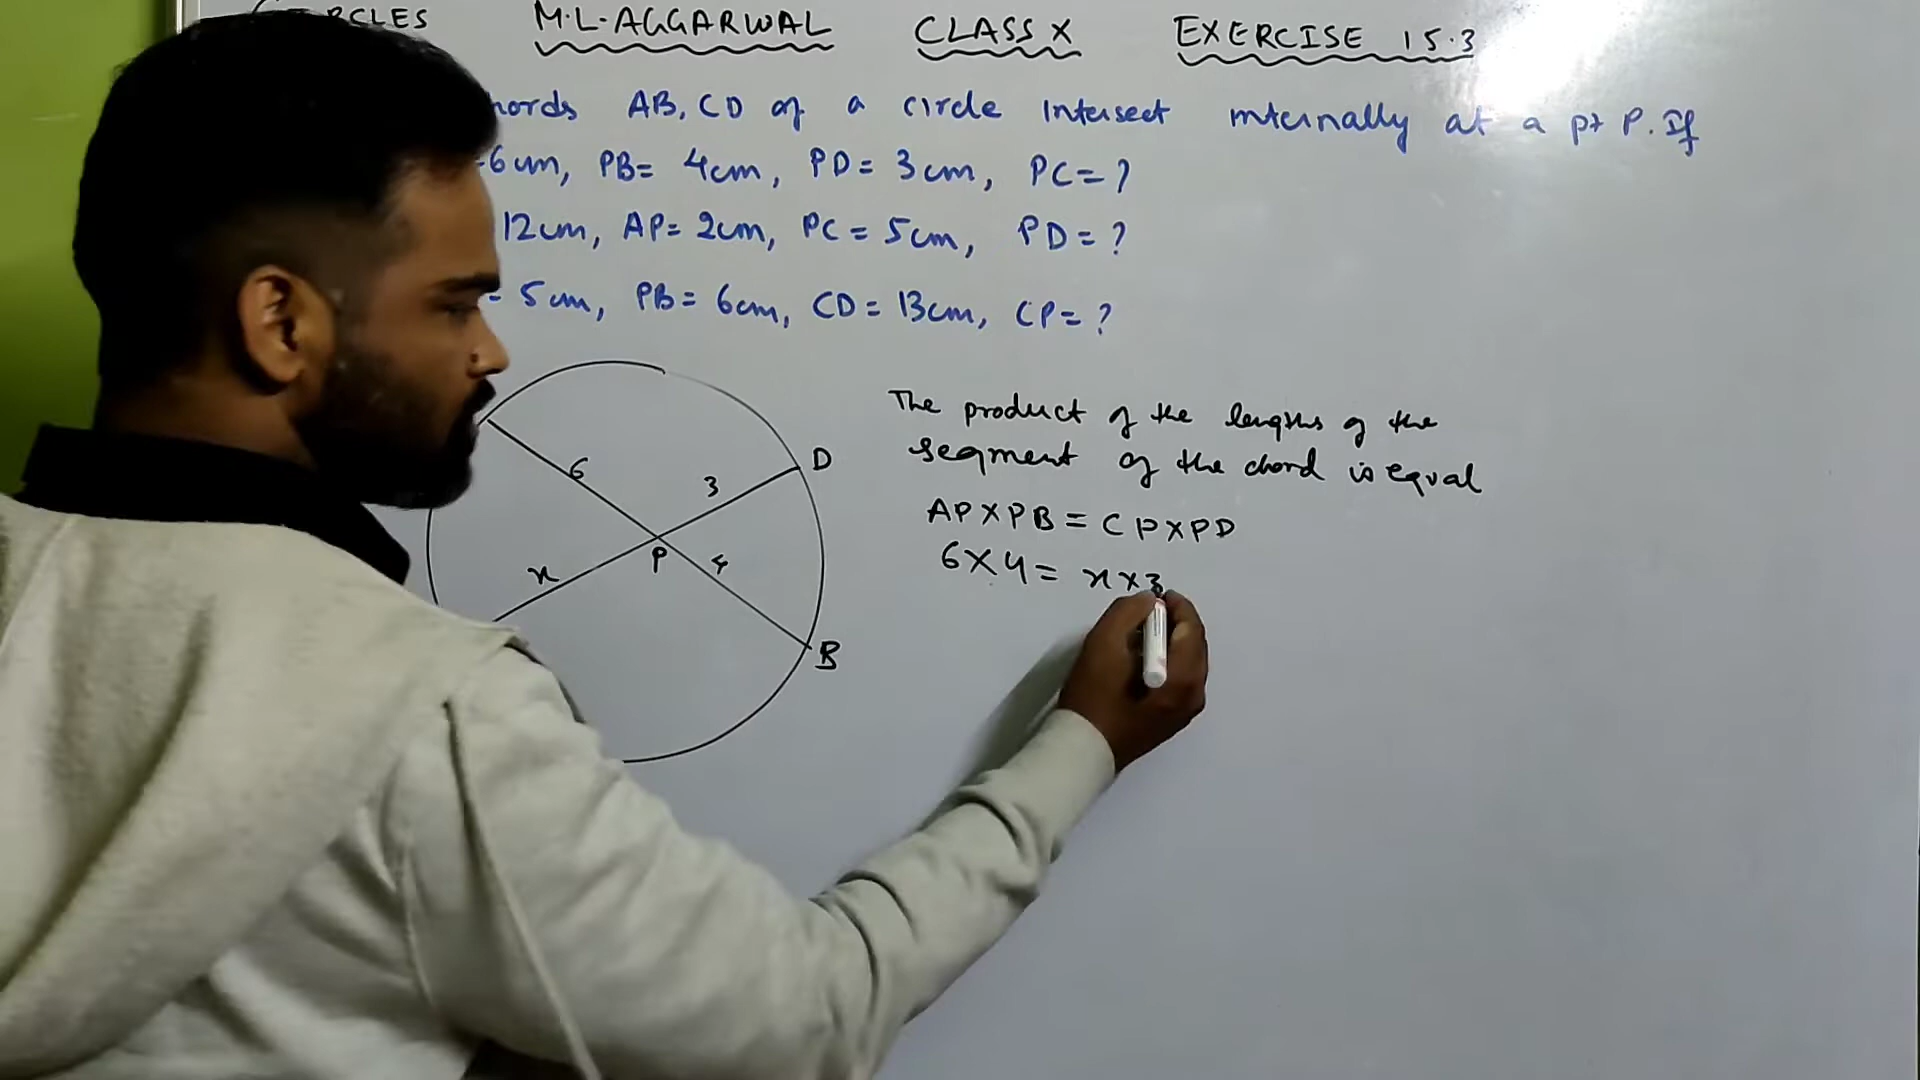 CIRCLES M.L.AGGARWAL CLASS X EXERCISE 15.3
hords AB, CD of a circle Intersect internally at a pt P. If
=6cm, PB= 4cm, PD= 3cm, PC=?
12cm, AP= 2cm, PC = 5cm, PD=?
= 5cm, PB= 6cm, CD= 13cm, CP=?
The product of the lengths of the
segment of the chord is equal
AP×PB = CP×PD
6×4= x×3
6
3
D
x
P
4
B